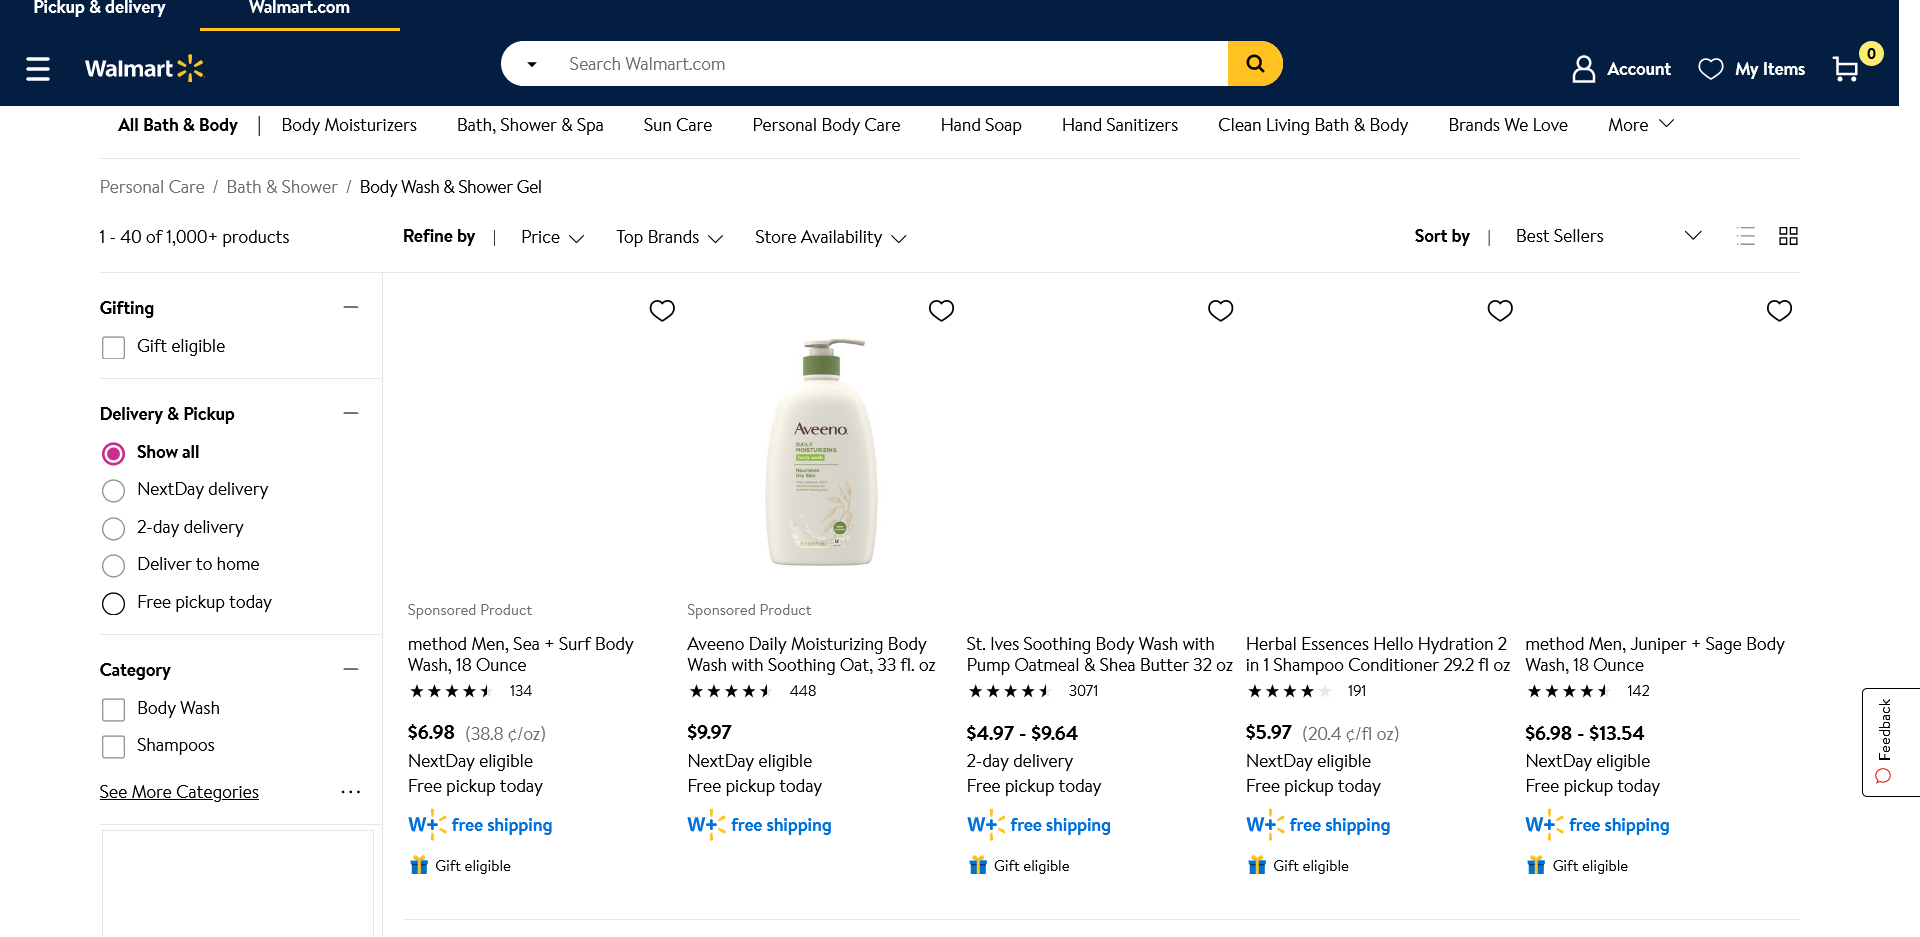 Pickup & delivery
Walmart.com
Walmart
Search Walmart.com
Account
My Items
0
All Bath & Body | Body Moisturizers Bath, Shower & Spa Sun Care Personal Body Care Hand Soap Hand Sanitizers Clean Living Bath & Body Brands We Love More
Personal Care / Bath & Shower / Body Wash & Shower Gel
1 - 40 of 1,000+ products
Refine by | Price Top Brands Store Availability
Sort by | Best Sellers
Gifting
Gift eligible
Delivery & Pickup
Show all
NextDay delivery
2-day delivery
Deliver to home
Free pickup today
Category
Body Wash
Shampoos
See More Categories
Sponsored Product
method Men, Sea + Surf Body
Wash, 18 Ounce
134
$6.98 (38.8 ¢/oz)
NextDay eligible
Free pickup today
W+ free shipping
Gift eligible
Aveeno
DAILY
MOISTURIZING
body wash
Nourishes
Dry Skin
Sponsored Product
Aveeno Daily Moisturizing Body
Wash with Soothing Oat, 33 fl. oz
448
$9.97
NextDay eligible
Free pickup today
W+ free shipping
St. Ives Soothing Body Wash with
Pump Oatmeal & Shea Butter 32 oz
3071
$4.97 - $9.64
2-day delivery
Free pickup today
W+ free shipping
Gift eligible
Herbal Essences Hello Hydration 2
in 1 Shampoo Conditioner 29.2 fl oz
191
$5.97 (20.4 ¢/fl oz)
NextDay eligible
Free pickup today
W+ free shipping
Gift eligible
method Men, Juniper + Sage Body
Wash, 18 Ounce
142
$6.98 - $13.54
NextDay eligible
Free pickup today
W+ free shipping
Gift eligible
Feedback